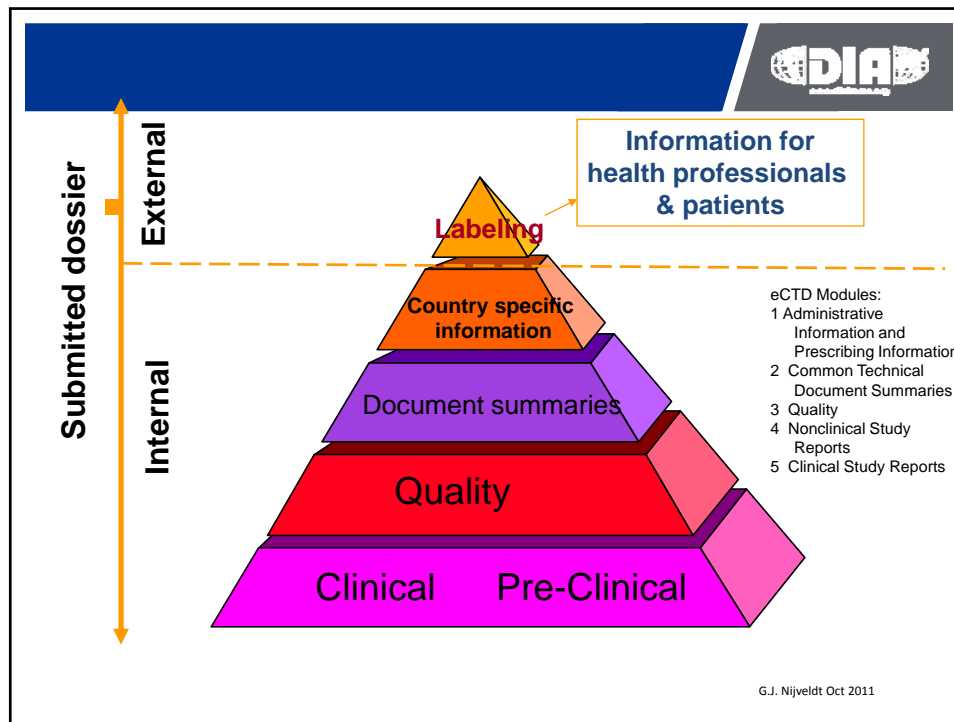 DIA
Submitted dossier
External
Internal
Information for
health professionals
& patients
Labeling
Country specific
information
Document summaries
Quality
Clinical Pre-Clinical
eCTD Modules:
1 Administrative
Information and
Prescribing Information
2 Common Technical
Document Summaries
3 Quality
4 Nonclinical Study
Reports
5 Clinical Study Reports
G.J. Nijveldt Oct 2011